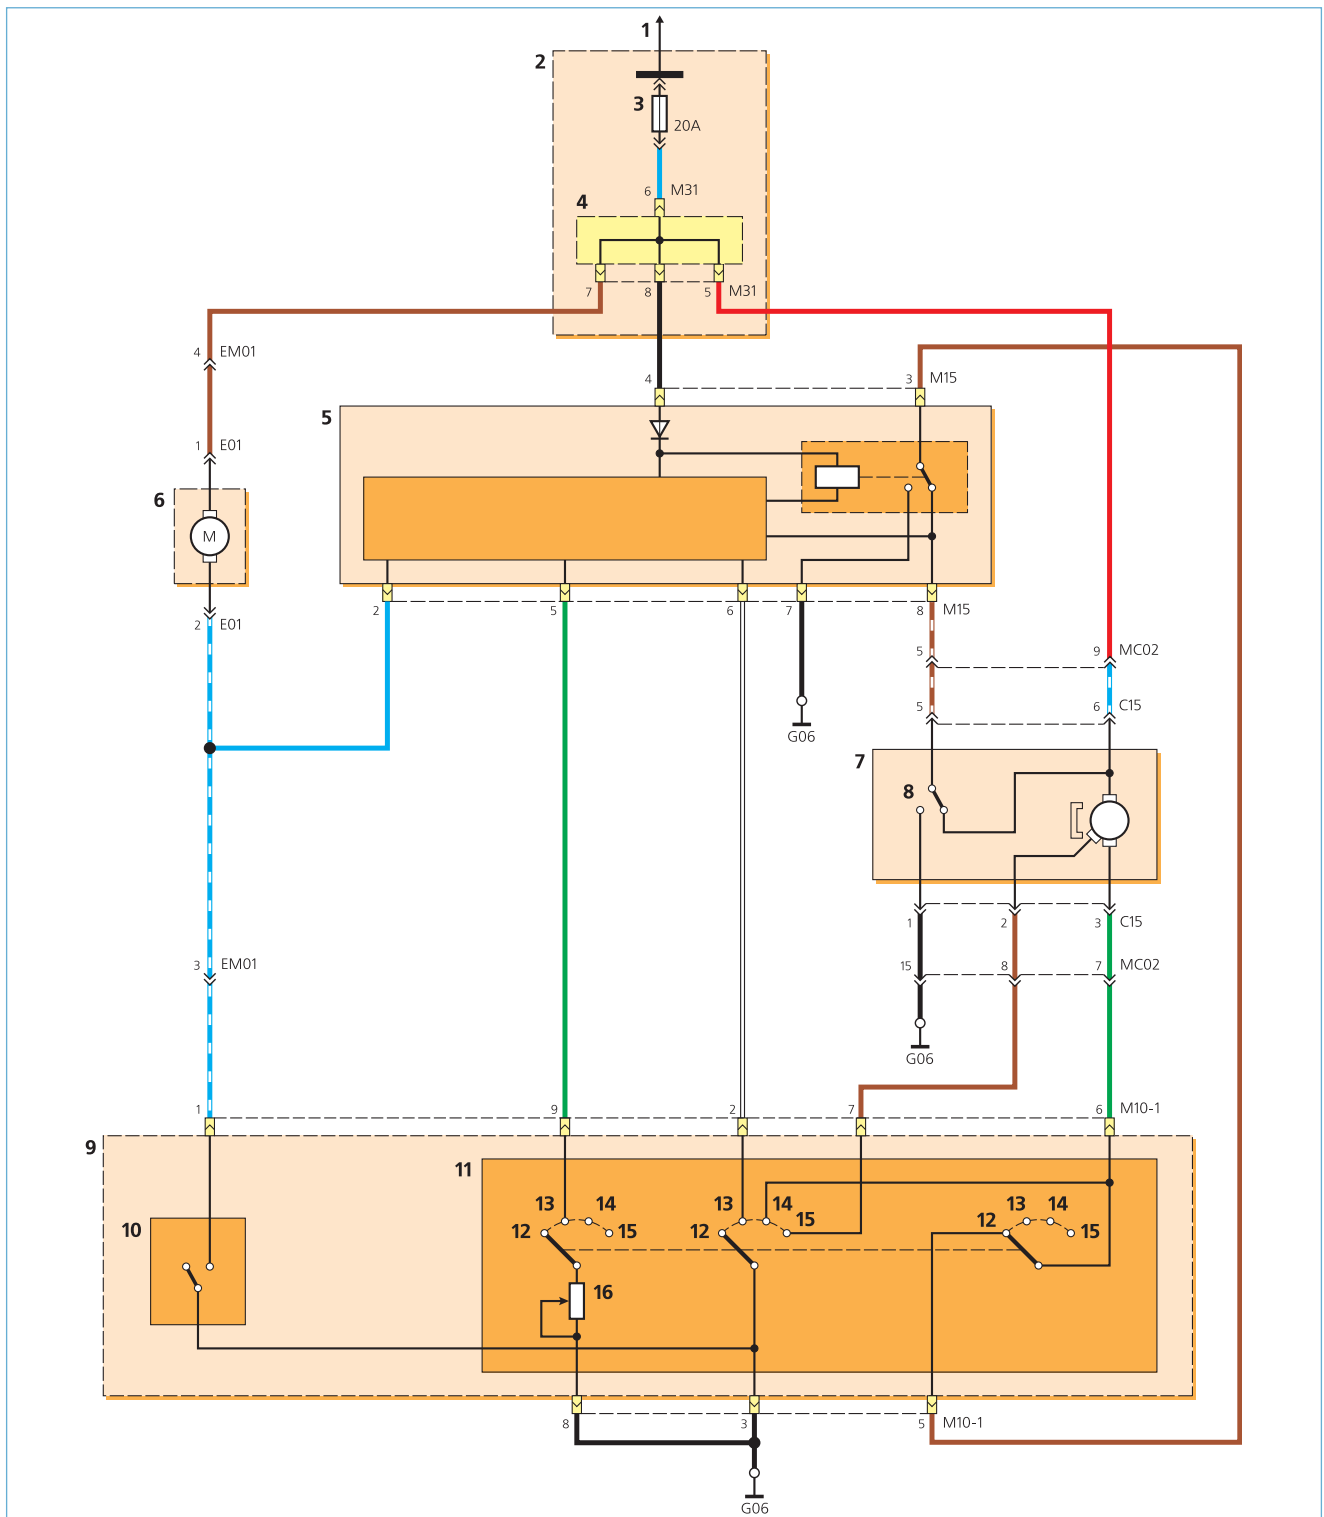 1
2
3
20A
6 M31
4
7 8 5 M31
4 EM01
4 3 M15
5
1 E01
6
M
2 E01
2 5 6 7 8 M15
5 9 MC02
5 6 C15
G06
7
8
1 2 3 C15
3 EM01
15 8 7 MC02
G06
1 9 2 7 6 M10-1
9
11
13 14 13 14 13 14
10 12 15 12 15 12 15
16
8 3 5 M10-1
G06